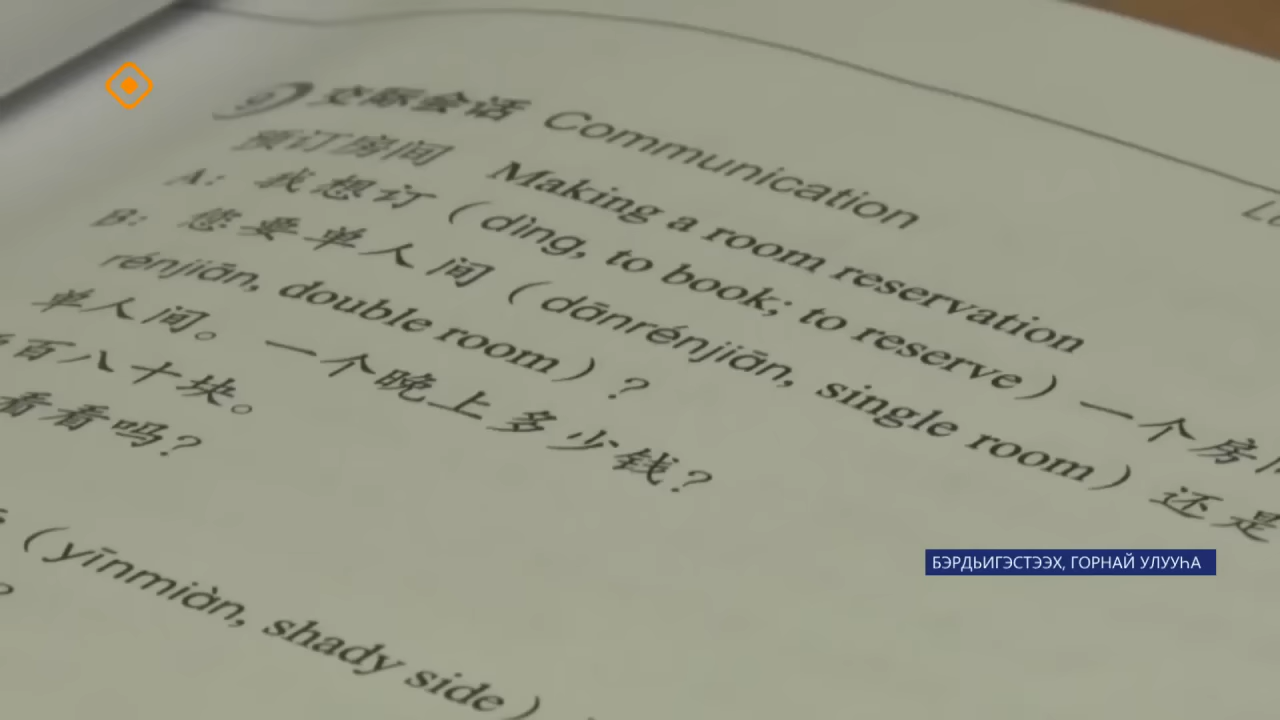 交际会话 Communication
预订房间 Making a room reservation
A: 我想订（dìng, to book; to reserve）一个房
B: 您要单人间（dānrénjiān, single room）还是
rénjiān, double room）？
单人间。一个晚上多少钱？
百八十块。
看看吗？
（yīnmiàn, shady side）
БЭРДЬИГЭСТЭЭХ, ГОРНАЙ УЛУУҺА